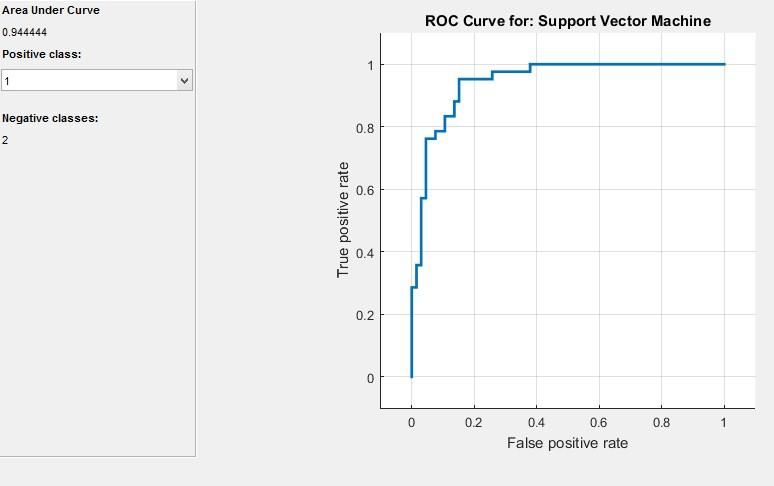 Area Under Curve
0.944444
Positive class:
1
Negative classes:
2
ROC Curve for: Support Vector Machine
1
0.8
0.6
0.4
0.2
0
True positive rate
0 0.2 0.4 0.6 0.8 1
False positive rate